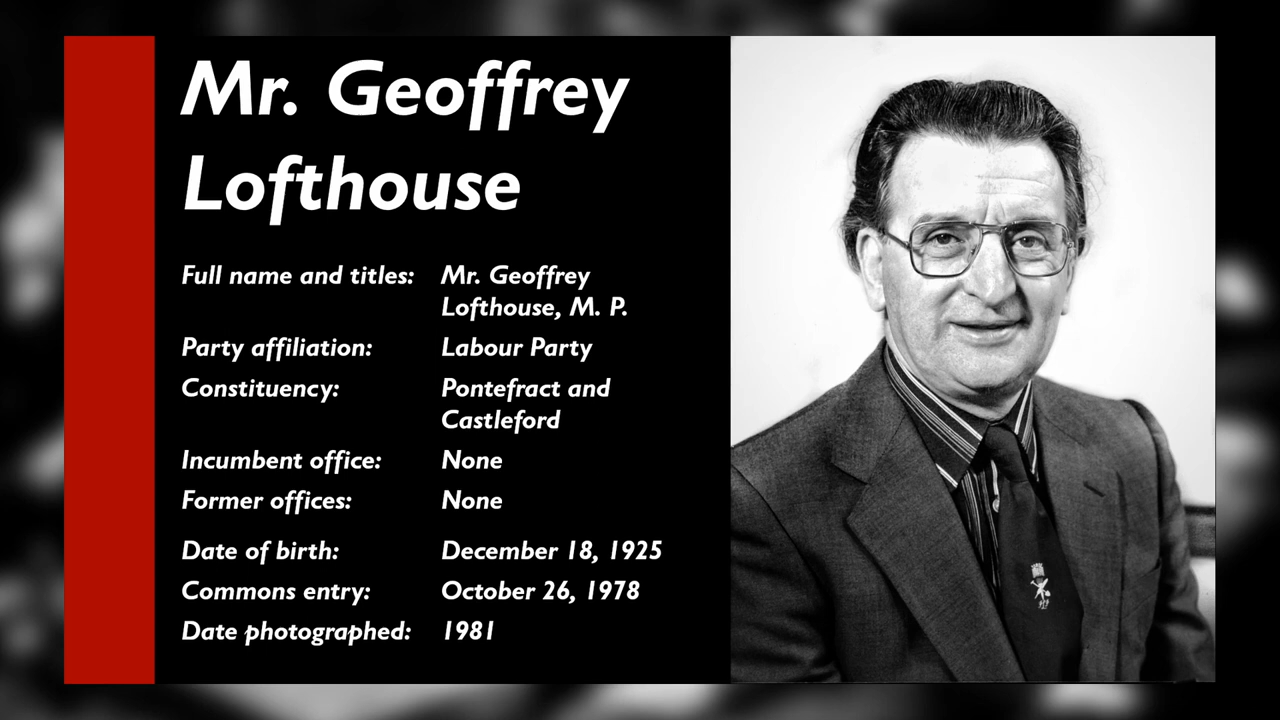 Mr. Geoffrey
Lofthouse
Full name and titles: Mr. Geoffrey
Lofthouse, M. P.
Party affiliation: Labour Party
Constituency: Pontefract and
Castleford
Incumbent office: None
Former offices: None
Date of birth: December 18, 1925
Commons entry: October 26, 1978
Date photographed: 1981